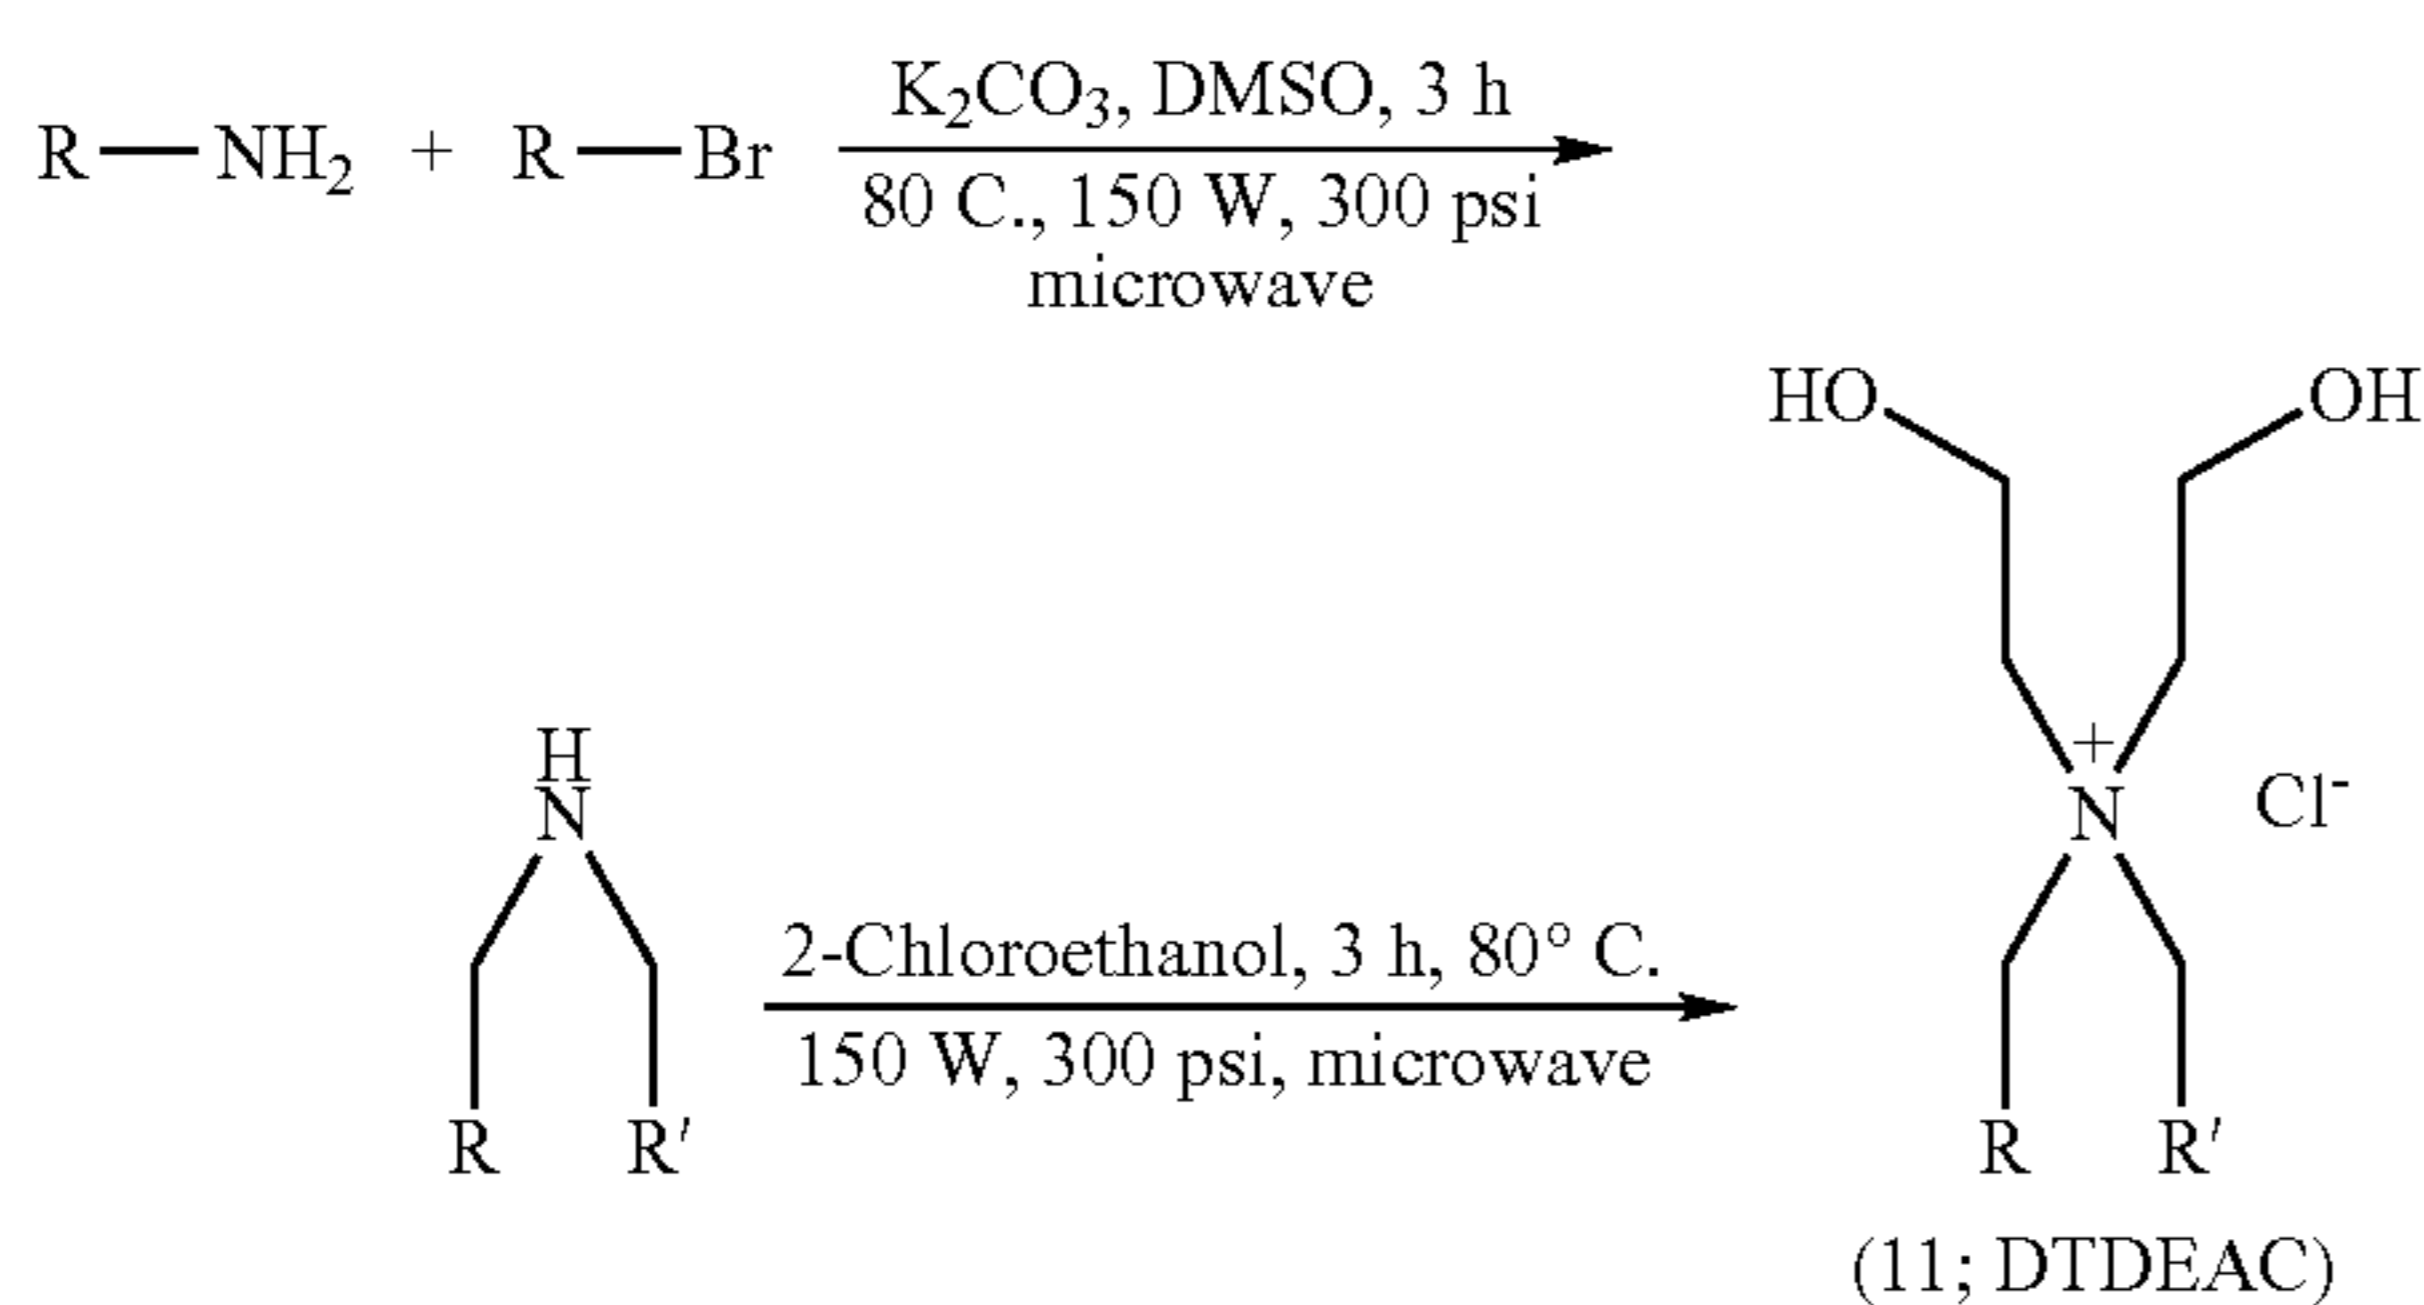 R—NH₂ + R—Br
K₂CO₃, DMSO, 3 h
80 C., 150 W, 300 psi
microwave
HO OH
H
N
+
N Cl⁻
2-Chloroethanol, 3 h, 80° C.
150 W, 300 psi, microwave
R R′
R R′
(11; DTDEAC)